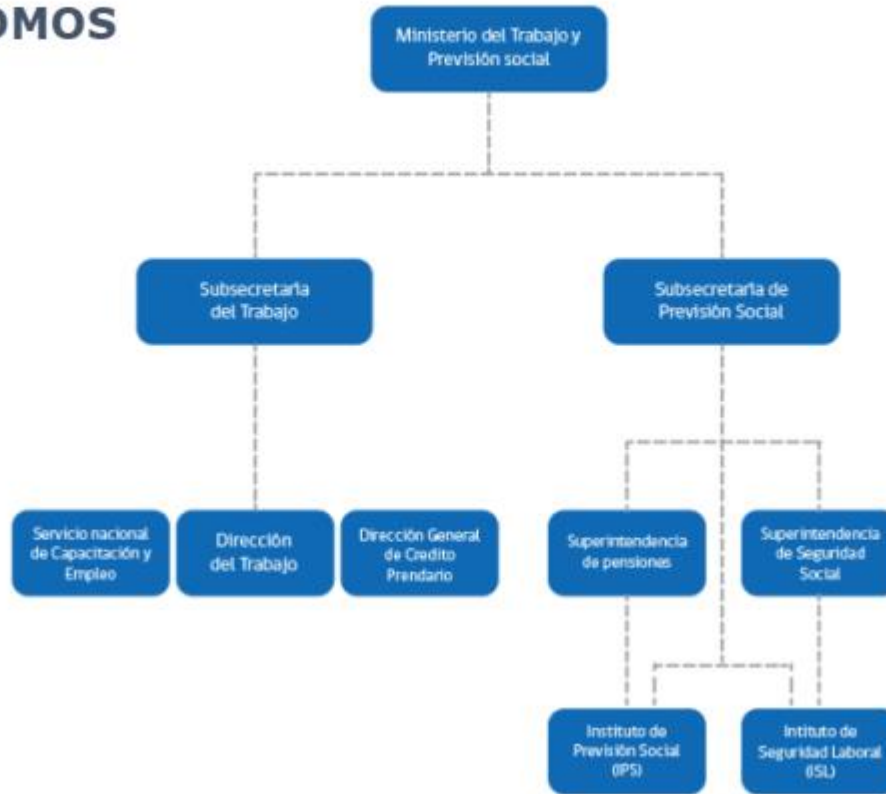 OMOS
Ministerio del Trabajo y
Previsión social
Subsecretaría
del Trabajo
Subsecretaría de
Previsión Social
Servicio nacional
de Capacitación y
Empleo
Dirección
del Trabajo
Dirección General
de Credito
Prendario
Superintendencia
de pensiones
Superintendencia
de Seguridad
Social
Instituto de
Previsión Social
(IPS)
Intituto de
Seguridad Laboral
(ISL)